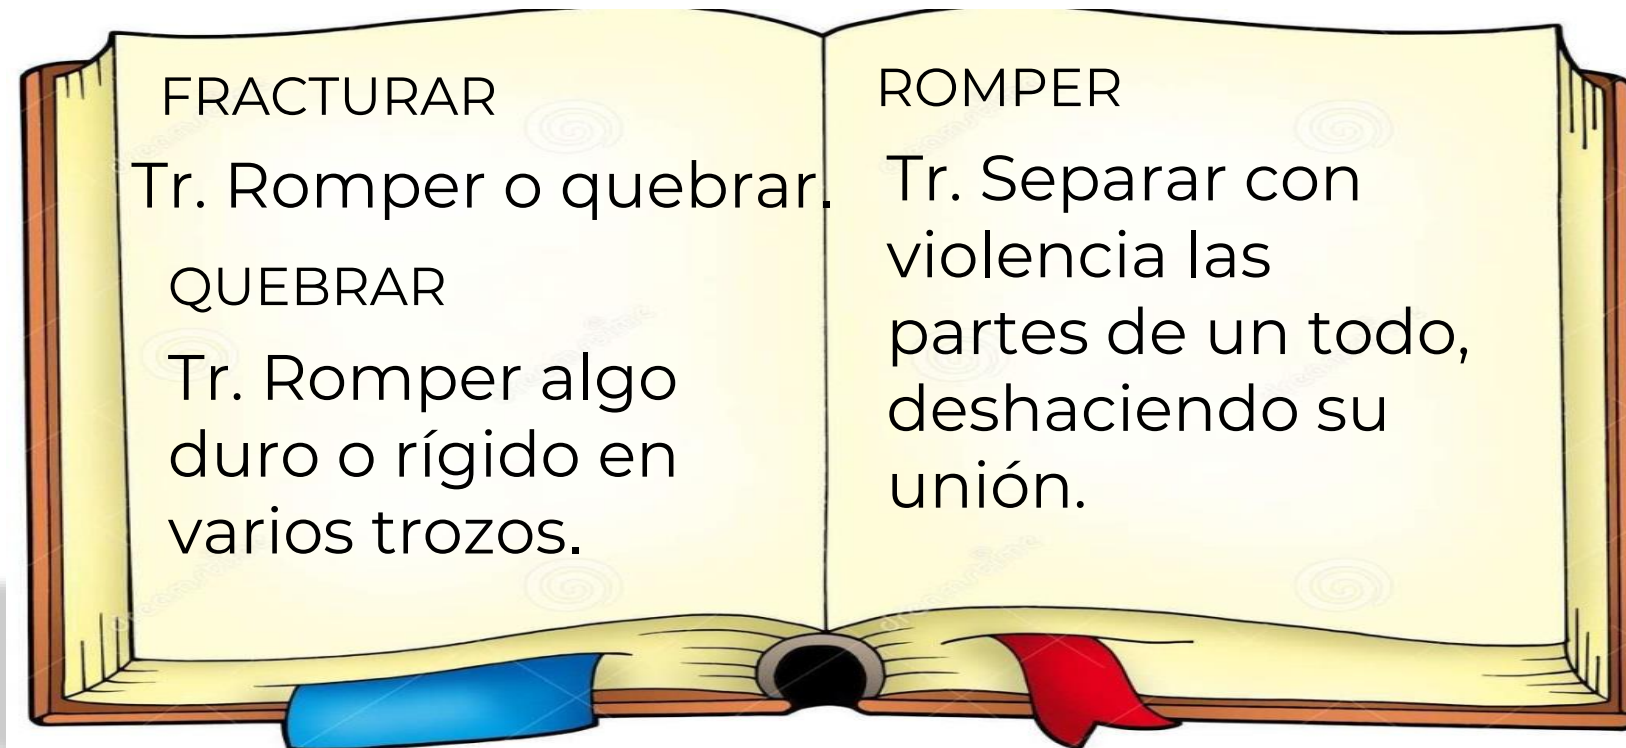 FRACTURAR
Tr. Romper o quebrar.
QUEBRAR
Tr. Romper algo
duro o rígido en
varios trozos.
ROMPER
Tr. Separar con
violencia las
partes de un todo,
deshaciendo su
unión.